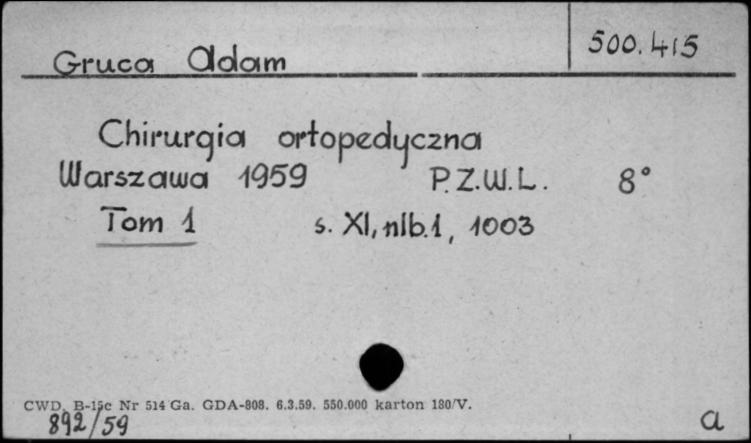 Gruca Adam 500.415
Chirurgia ortopedyczna
Warszawa 1959 P.Z.W.L. 8°
Tom 1 s. XI, nlb.1, 1003
CWD. B-15c Nr 514 Ga. GDA-808. 6.3.59. 550.000 karton 180/V.
892/59 a